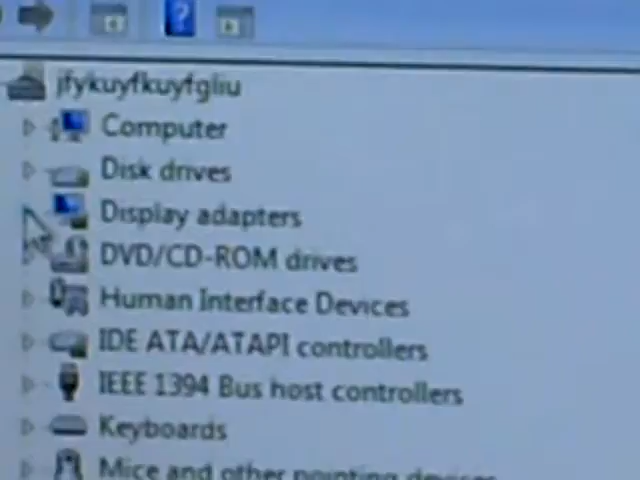 jfykuyfkuyfgliu
Computer
Disk drives
Display adapters
DVD/CD-ROM drives
Human Interface Devices
IDE ATA/ATAPI controllers
IEEE 1394 Bus host controllers
Keyboards
Mice and other pointing devices